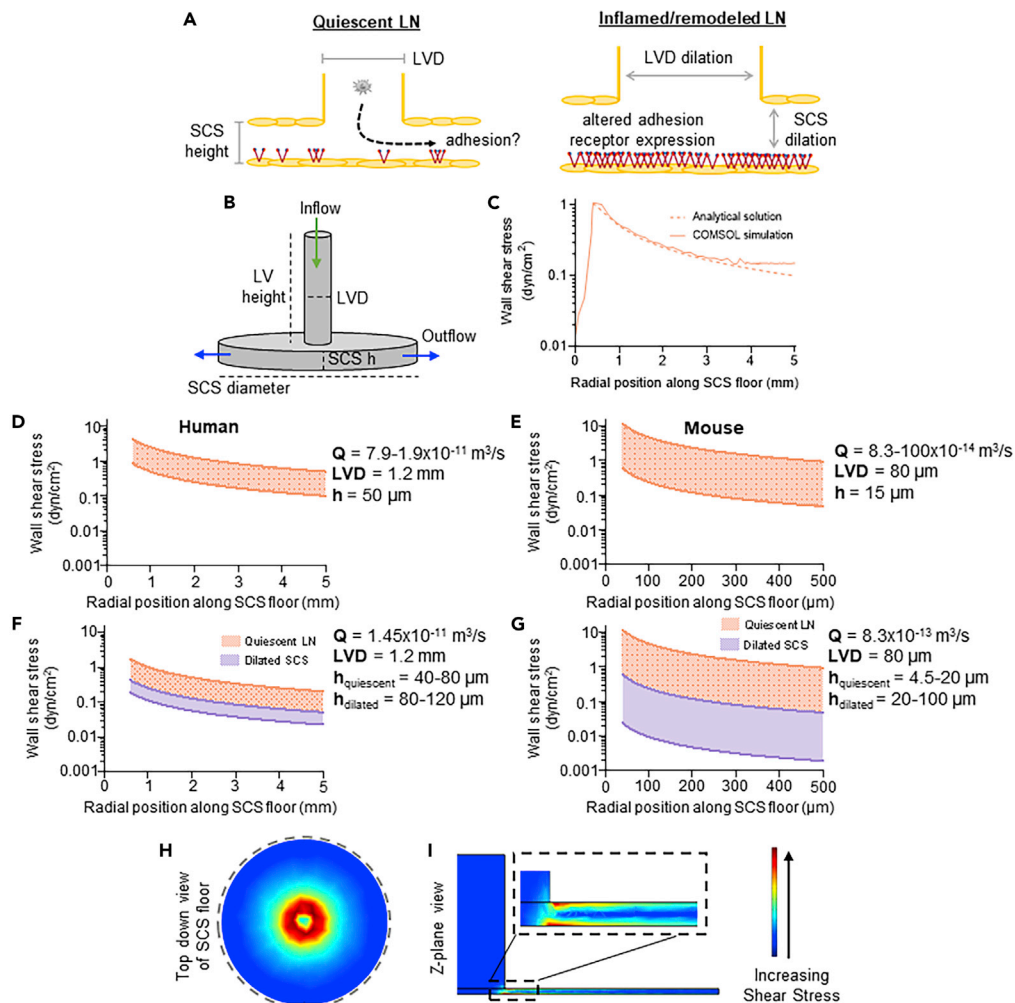 A
Quiescent LN
LVD
SCS
height
adhesion?
Inflamed/remodeled LN
LVD dilation
altered adhesion
receptor expression
SCS
dilation
B
Inflow
LV
height
LVD
Outflow
SCS h
SCS diameter
C
Wall shear stress
(dyn/cm²)
1
0.1
0.01
0 1 2 3 4 5
Analytical solution
COMSOL simulation
Radial position along SCS floor (mm)
D
Human
Wall shear stress
(dyn/cm²)
10
1
0.1
0.01
0.001
0 1 2 3 4 5
Radial position along SCS floor (mm)
Q = 7.9-1.9x10⁻¹¹ m³/s
LVD = 1.2 mm
h = 50 µm
E
Mouse
Wall shear stress
(dyn/cm²)
10
1
0.1
0.01
0.001
0 100 200 300 400 500
Radial position along SCS floor (µm)
Q = 8.3-100x10⁻¹⁴ m³/s
LVD = 80 µm
h = 15 µm
F
Wall shear stress
(dyn/cm²)
10
1
0.1
0.01
0.001
0 1 2 3 4 5
Quiescent LN
Dilated SCS
Radial position along SCS floor (mm)
Q = 1.45x10⁻¹¹ m³/s
LVD = 1.2 mm
hquiescent = 40-80 µm
hdilated = 80-120 µm
G
Wall shear stress
(dyn/cm²)
10
1
0.1
0.01
0.001
0 100 200 300 400 500
Quiescent LN
Dilated SCS
Radial position along SCS floor (µm)
Q = 8.3x10⁻¹³ m³/s
LVD = 80 µm
hquiescent = 4.5-20 µm
hdilated = 20-100 µm
H
Top down view
of SCS floor
I
Z-plane view
Increasing
Shear Stress